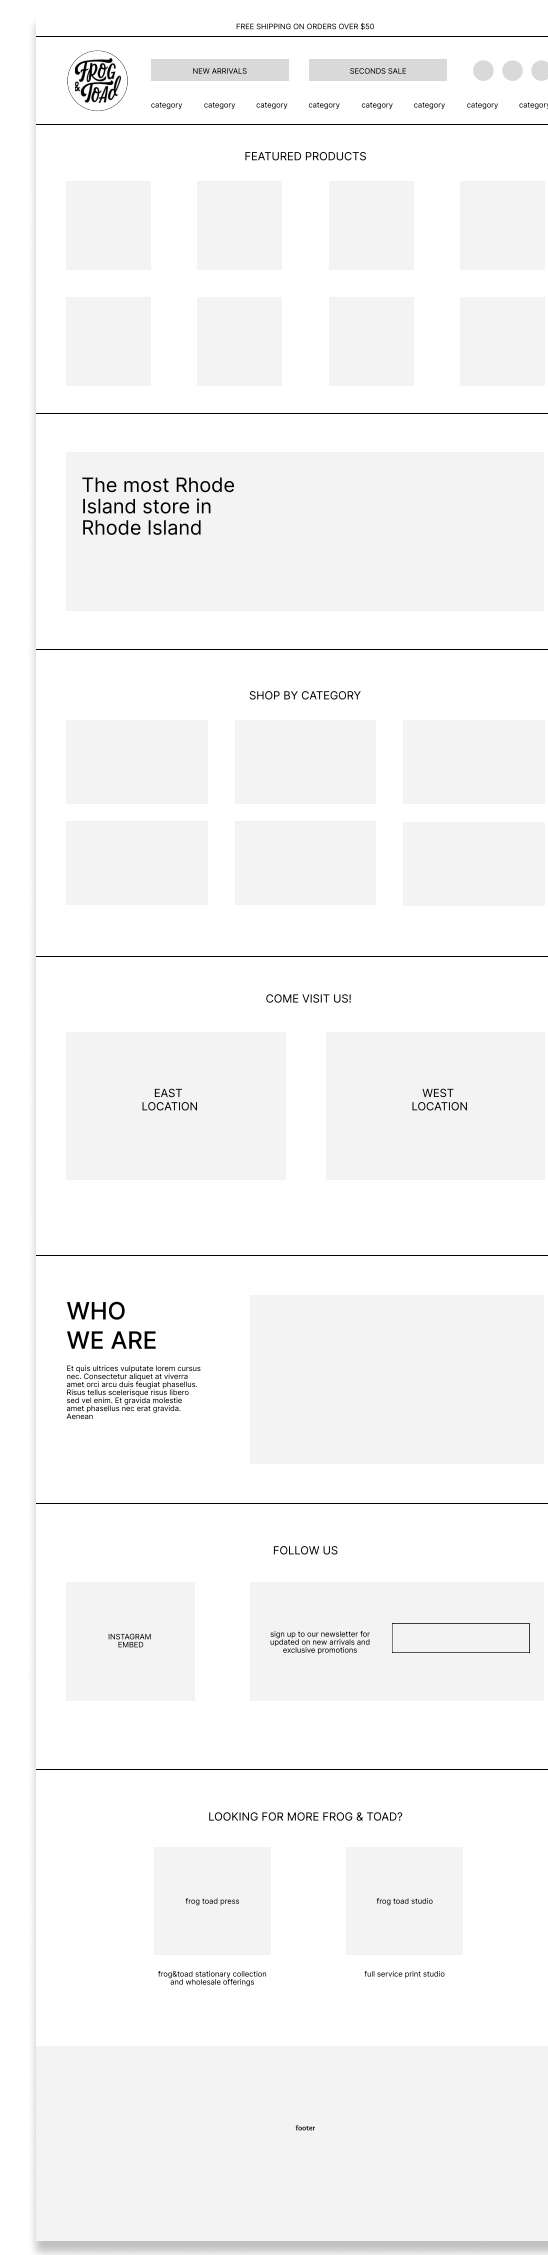 FREE SHIPPING ON ORDERS OVER $50
FROG
&
TOAD
NEW ARRIVALS
SECONDS SALE
category category category category category category category category
FEATURED PRODUCTS
The most Rhode
Island store in
Rhode Island
SHOP BY CATEGORY
COME VISIT US!
EAST
LOCATION
WEST
LOCATION
WHO
WE ARE
Et quis ultrices vulputate lorem cursus
nec. Consectetur aliquet at viverra
amet orci arcu duis feugiat phasellus.
Risus tellus scelerisque risus libero
sed vel enim. Et gravida molestie
amet phasellus nec erat gravida.
Aenean
FOLLOW US
INSTAGRAM
EMBED
sign up to our newsletter for
updated on new arrivals and
exclusive promotions
LOOKING FOR MORE FROG & TOAD?
frog toad press
frog toad studio
frog&toad stationary collection
and wholesale offerings
full service print studio
footer